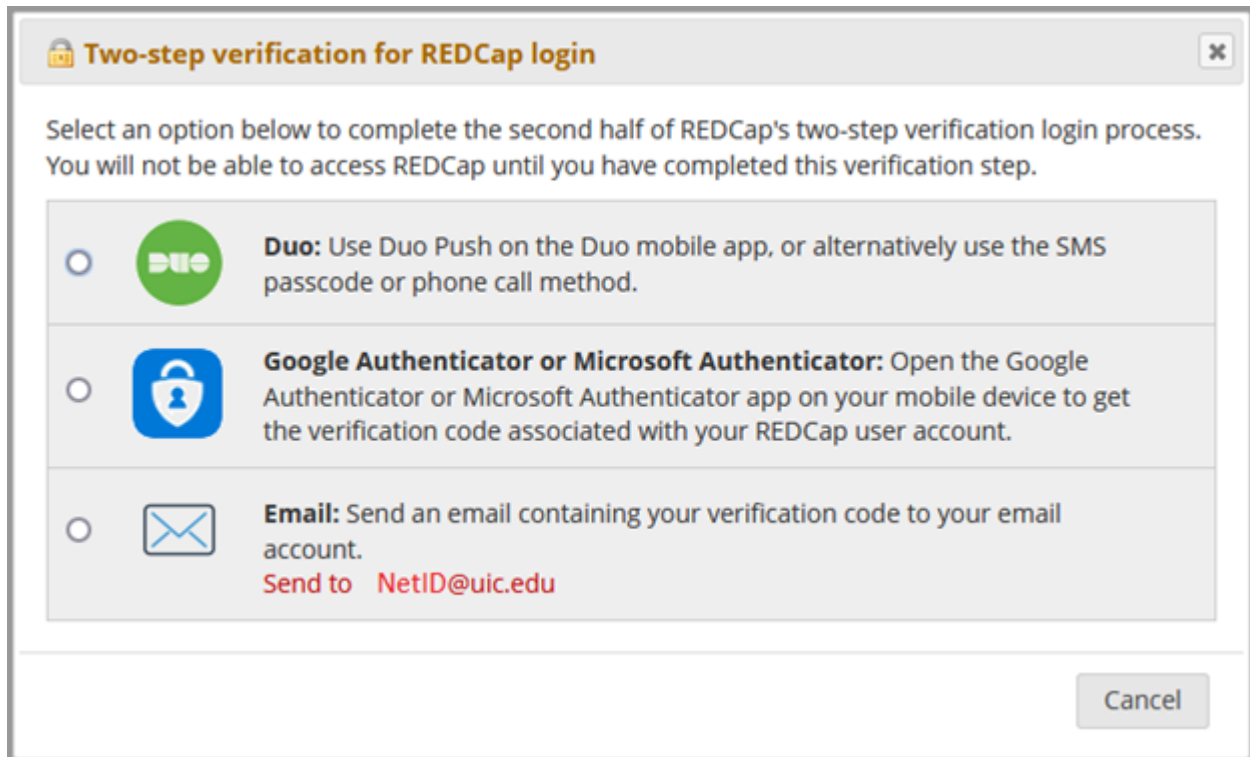 Two-step verification for REDCap login
Select an option below to complete the second half of REDCap's two-step verification login process.
You will not be able to access REDCap until you have completed this verification step.
DUO
Duo: Use Duo Push on the Duo mobile app, or alternatively use the SMS
passcode or phone call method.
Google Authenticator or Microsoft Authenticator: Open the Google
Authenticator or Microsoft Authenticator app on your mobile device to get
the verification code associated with your REDCap user account.
Email: Send an email containing your verification code to your email
account.
Send to NetID@uic.edu
Cancel